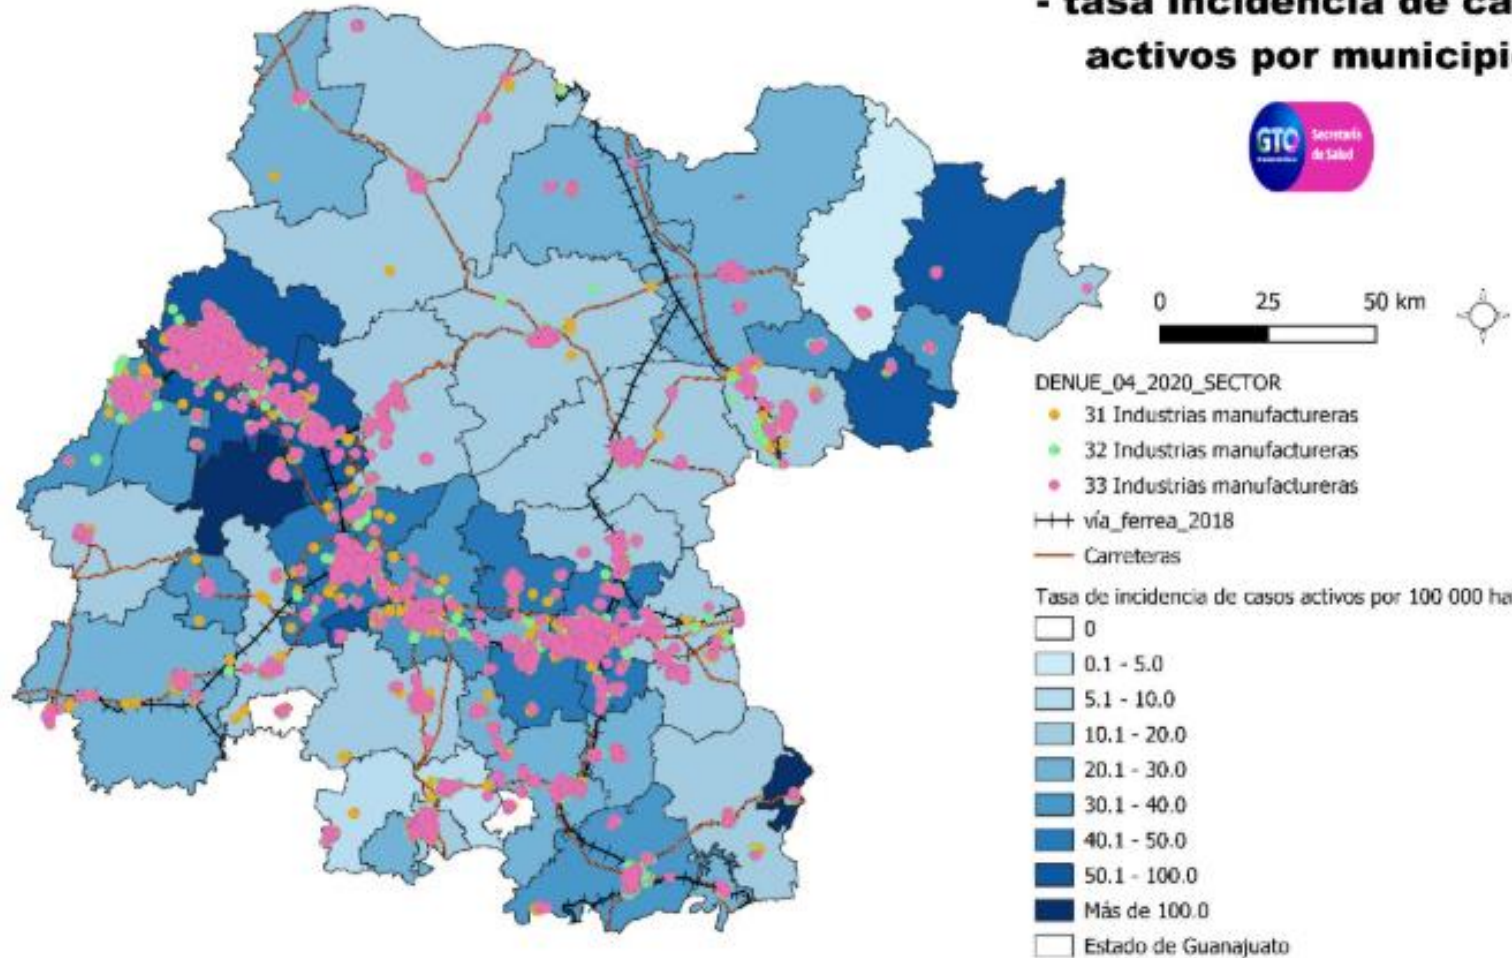 - tasa incidencia de ca
activos por municipi
GTO
Secretaría
de Salud
0 25 50 km
DENUE_04_2020_SECTOR
31 Industrias manufactureras
32 Industrias manufactureras
33 Industrias manufactureras
vía_ferrea_2018
Carreteras
Tasa de incidencia de casos activos por 100 000 ha
0
0.1 - 5.0
5.1 - 10.0
10.1 - 20.0
20.1 - 30.0
30.1 - 40.0
40.1 - 50.0
50.1 - 100.0
Más de 100.0
Estado de Guanajuato